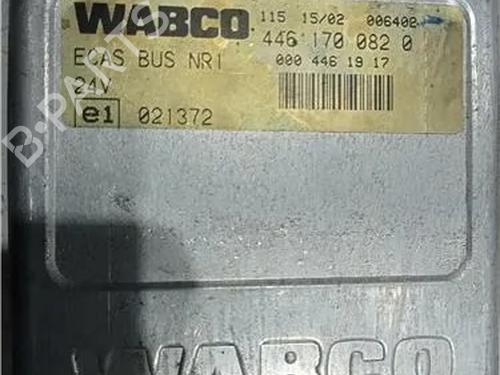 WABCO 115 15/02 006402
446 170 082 0
ECAS BUS NR1 000 446 19 17
24V
e1 021372
B-PARTS
WABCO